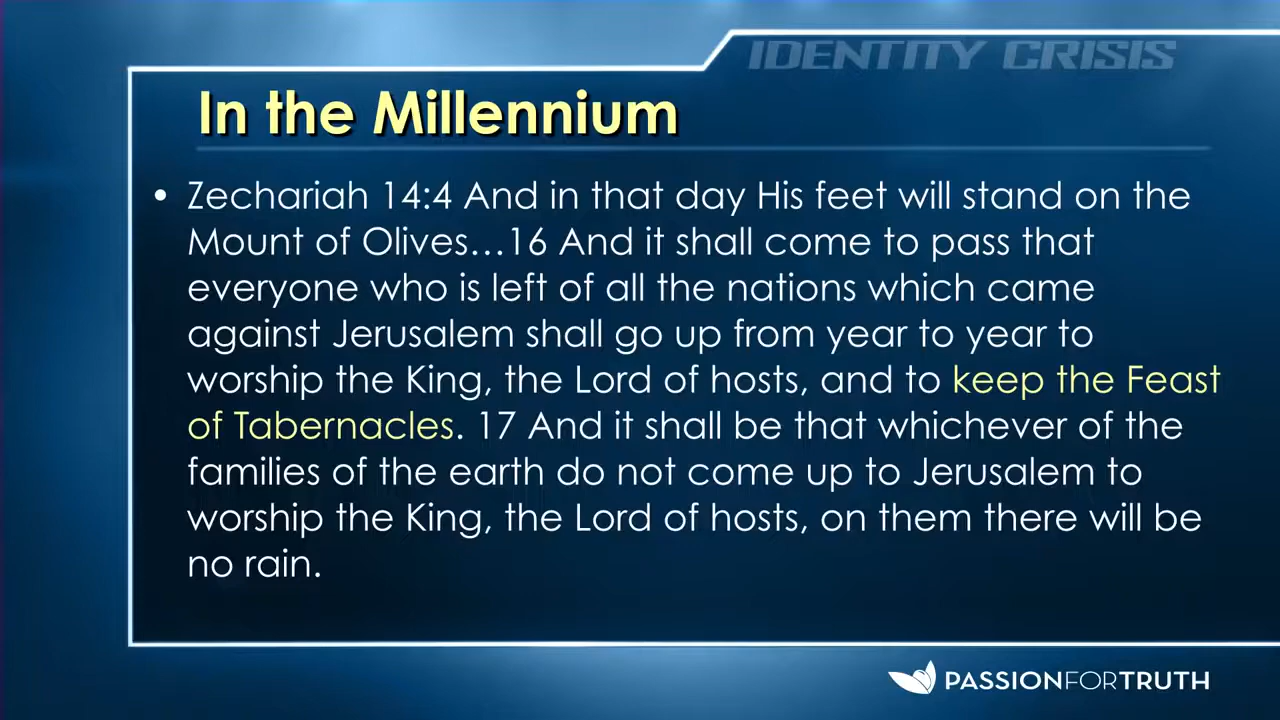 IDENTITY CRISIS
In the Millennium
• Zechariah 14:4 And in that day His feet will stand on the
Mount of Olives…16 And it shall come to pass that
everyone who is left of all the nations which came
against Jerusalem shall go up from year to year to
worship the King, the Lord of hosts, and to keep the Feast
of Tabernacles. 17 And it shall be that whichever of the
families of the earth do not come up to Jerusalem to
worship the King, the Lord of hosts, on them there will be
no rain.
PASSIONFORTRUTH